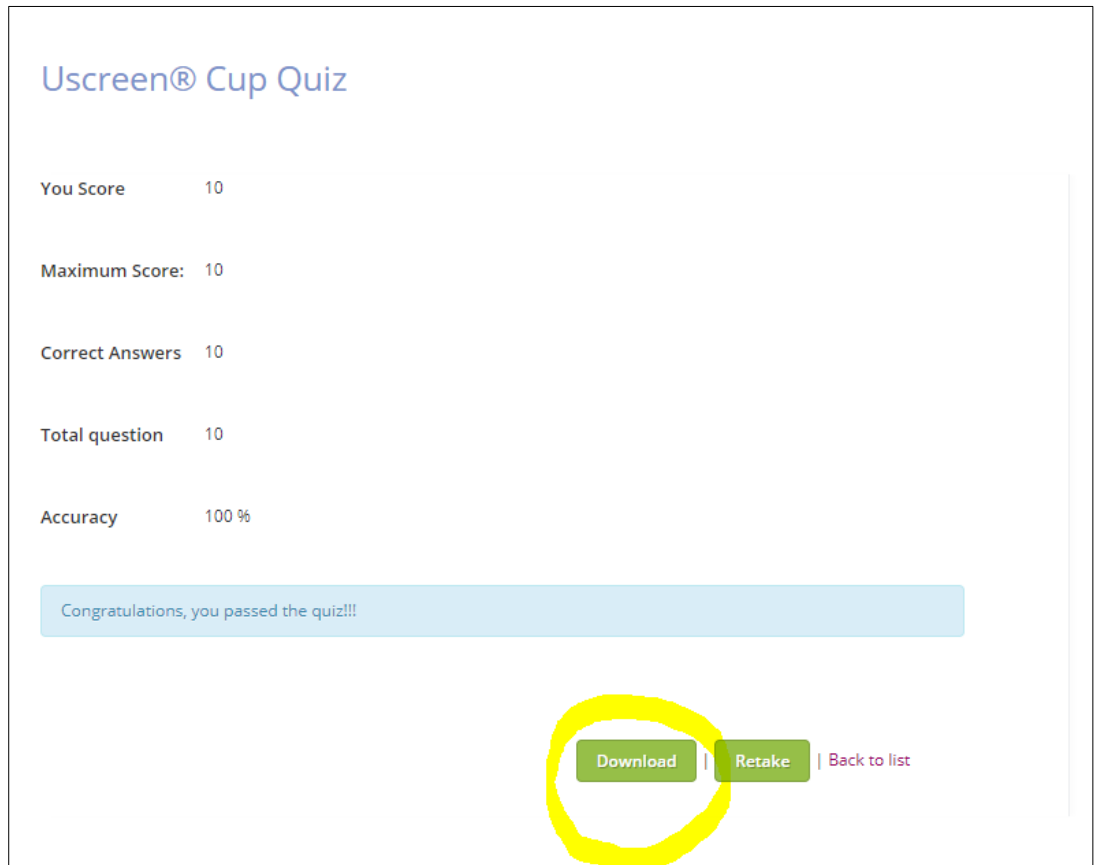 Uscreen® Cup Quiz
You Score 10
Maximum Score: 10
Correct Answers 10
Total question 10
Accuracy 100 %
Congratulations, you passed the quiz!!!
Download | Retake | Back to list